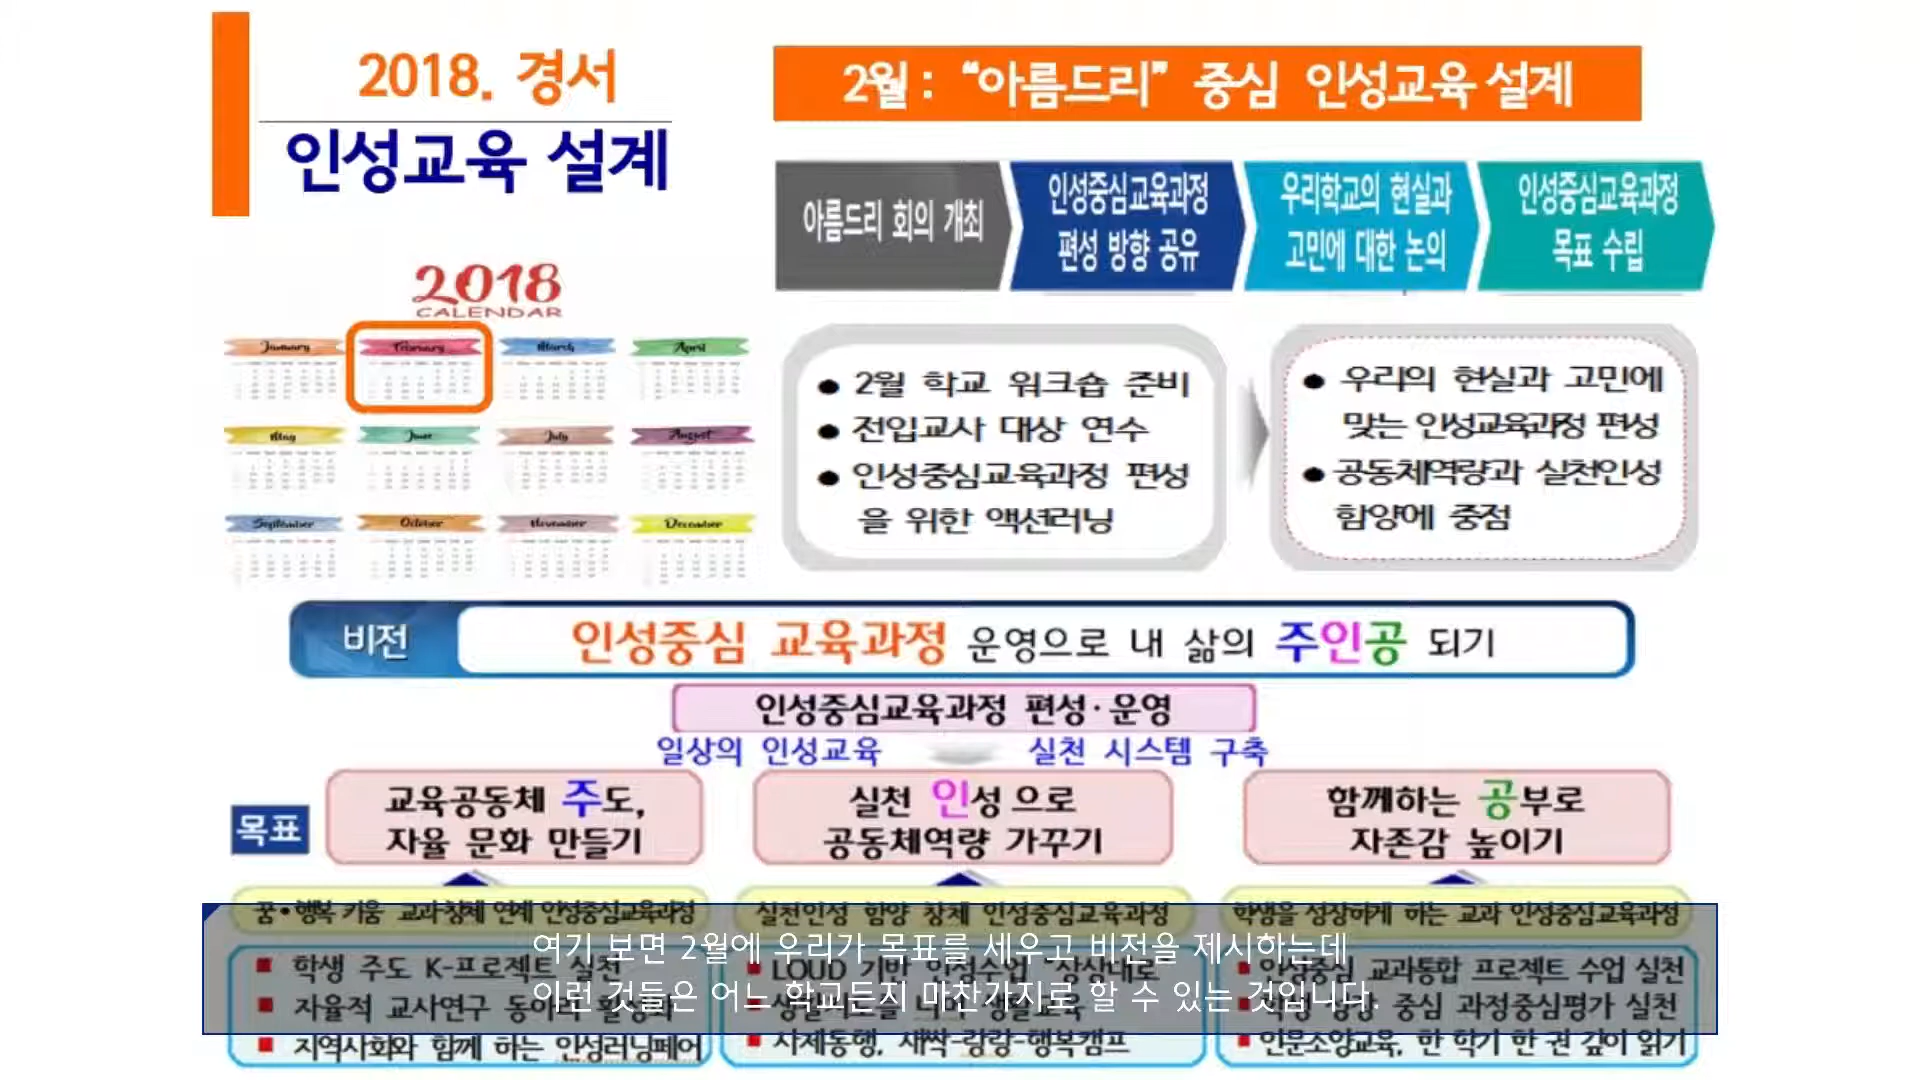 2018. 경서
인성교육 설계
2월 : “아름드리” 중심 인성교육 설계
아름드리 회의 개최
인성중심교육과정
편성 방향 공유
우리학교의 현실과
고민에 대한 논의
인성중심교육과정
목표 수립
2018
CALENDAR
January
February
March
April
May
June
July
August
September
October
November
December
● 2월 학교 워크숍 준비
● 전입교사 대상 연수
● 인성중심교육과정 편성
을 위한 액션러닝
● 우리의 현실과 고민에
맞는 인성교육과정 편성
● 공동체역량과 실천인성
함양에 중점
비전
인성중심 교육과정 운영으로 내 삶의 주인공 되기
인성중심교육과정 편성·운영
일상의 인성교육
실천 시스템 구축
목표
교육공동체 주도,
자율 문화 만들기
실천 인성으로
공동체역량 가꾸기
함께하는 공부로
자존감 높이기
꿈•행복 키움 교과·창체 연계 인성중심교육과정
실천인성 함양 창체 인성중심교육과정
학생을 성장하게 하는 교과 인성중심교육과정
여기 보면 2월에 우리가 목표를 세우고 비전을 제시하는데
이런 것들은 어느 학교든지 마찬가지로 할 수 있는 것입니다.
학생 주도 K-프로젝트 실천
자율적 교사연구 동아리 활성화
지역사회와 함께 하는 인성러닝페어
LOUD 기반 인성수업 상상대로
사제동행, 새싹-랑랑-행복캠프
인성중심 교과통합 프로젝트 수업 실천
중심 과정중심평가 실천
인문소양교육, 한 학기 한 권 깊이 읽기